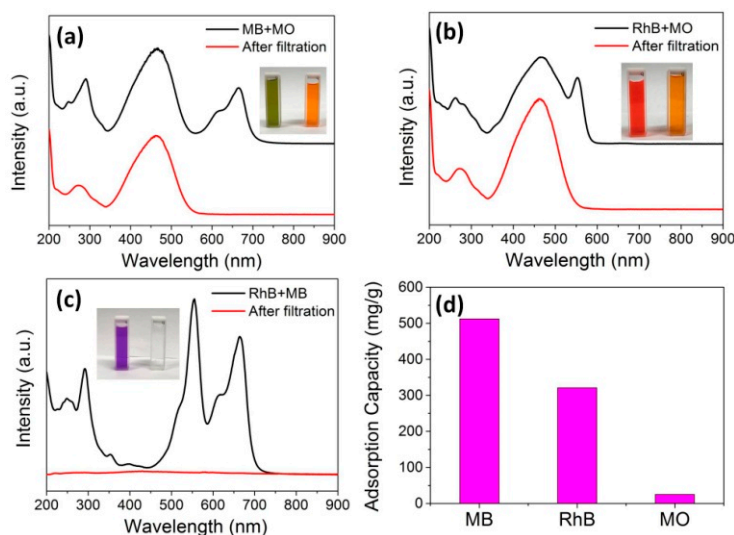 (a)
MB+MO
After filtration
Intensity (a.u.)
200 300 400 500 600 700 800 900
Wavelength (nm)
(b)
RhB+MO
After filtration
Intensity (a.u.)
200 300 400 500 600 700 800 900
Wavelength (nm)
(c)
RhB+MB
After filtration
Intensity (a.u.)
200 300 400 500 600 700 800 900
Wavelength (nm)
(d)
Adsorption Capacity (mg/g)
600
500
400
300
200
100
0
MB RhB MO